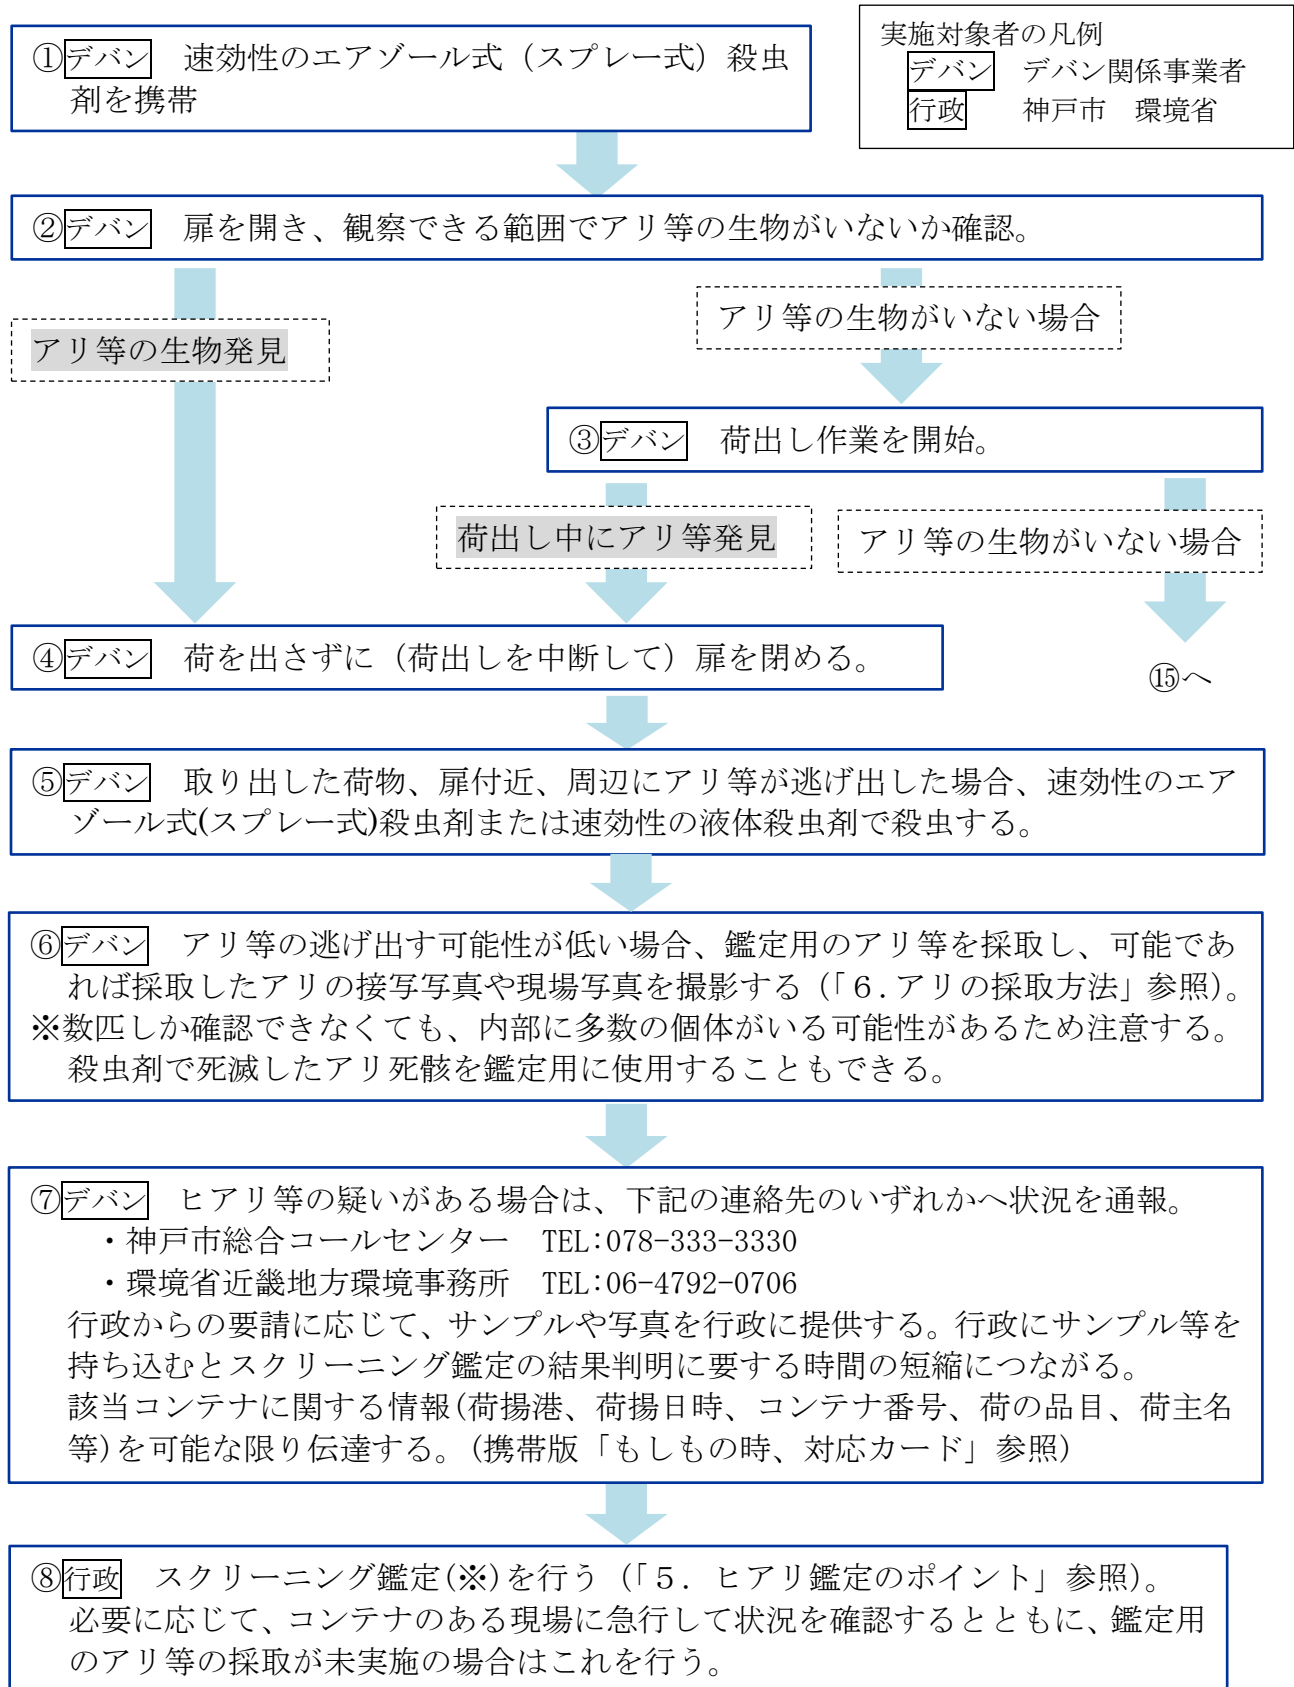 ①デバン　速効性のエアゾール式（スプレー式）殺虫
剤を携帯
実施対象者の凡例
デバン　デバン関係事業者
行政　　神戸市　環境省
②デバン　扉を開き、観察できる範囲でアリ等の生物がいないか確認。
アリ等の生物発見
アリ等の生物がいない場合
③デバン　荷出し作業を開始。
荷出し中にアリ等発見
アリ等の生物がいない場合
④デバン　荷を出さずに（荷出しを中断して）扉を閉める。
⑮へ
⑤デバン　取り出した荷物、扉付近、周辺にアリ等が逃げ出した場合、速効性のエア
ゾール式(スプレー式)殺虫剤または速効性の液体殺虫剤で殺虫する。
⑥デバン　アリ等の逃げ出す可能性が低い場合、鑑定用のアリ等を採取し、可能であ
れば採取したアリの接写写真や現場写真を撮影する（「６.アリの採取方法」参照）。
※数匹しか確認できなくても、内部に多数の個体がいる可能性があるため注意する。
殺虫剤で死滅したアリ死骸を鑑定用に使用することもできる。
⑦デバン　ヒアリ等の疑いがある場合は、下記の連絡先のいずれかへ状況を通報。
・神戸市総合コールセンター　TEL:078-333-3330
・環境省近畿地方環境事務所　TEL:06-4792-0706
行政からの要請に応じて、サンプルや写真を行政に提供する。行政にサンプル等を
持ち込むとスクリーニング鑑定の結果判明に要する時間の短縮につながる。
該当コンテナに関する情報(荷揚港、荷揚日時、コンテナ番号、荷の品目、荷主名
等)を可能な限り伝達する。(携帯版「もしもの時、対応カード」参照)
⑧行政　スクリーニング鑑定(※)を行う（「５．ヒアリ鑑定のポイント」参照）。
必要に応じて、コンテナのある現場に急行して状況を確認するとともに、鑑定用
のアリ等の採取が未実施の場合はこれを行う。